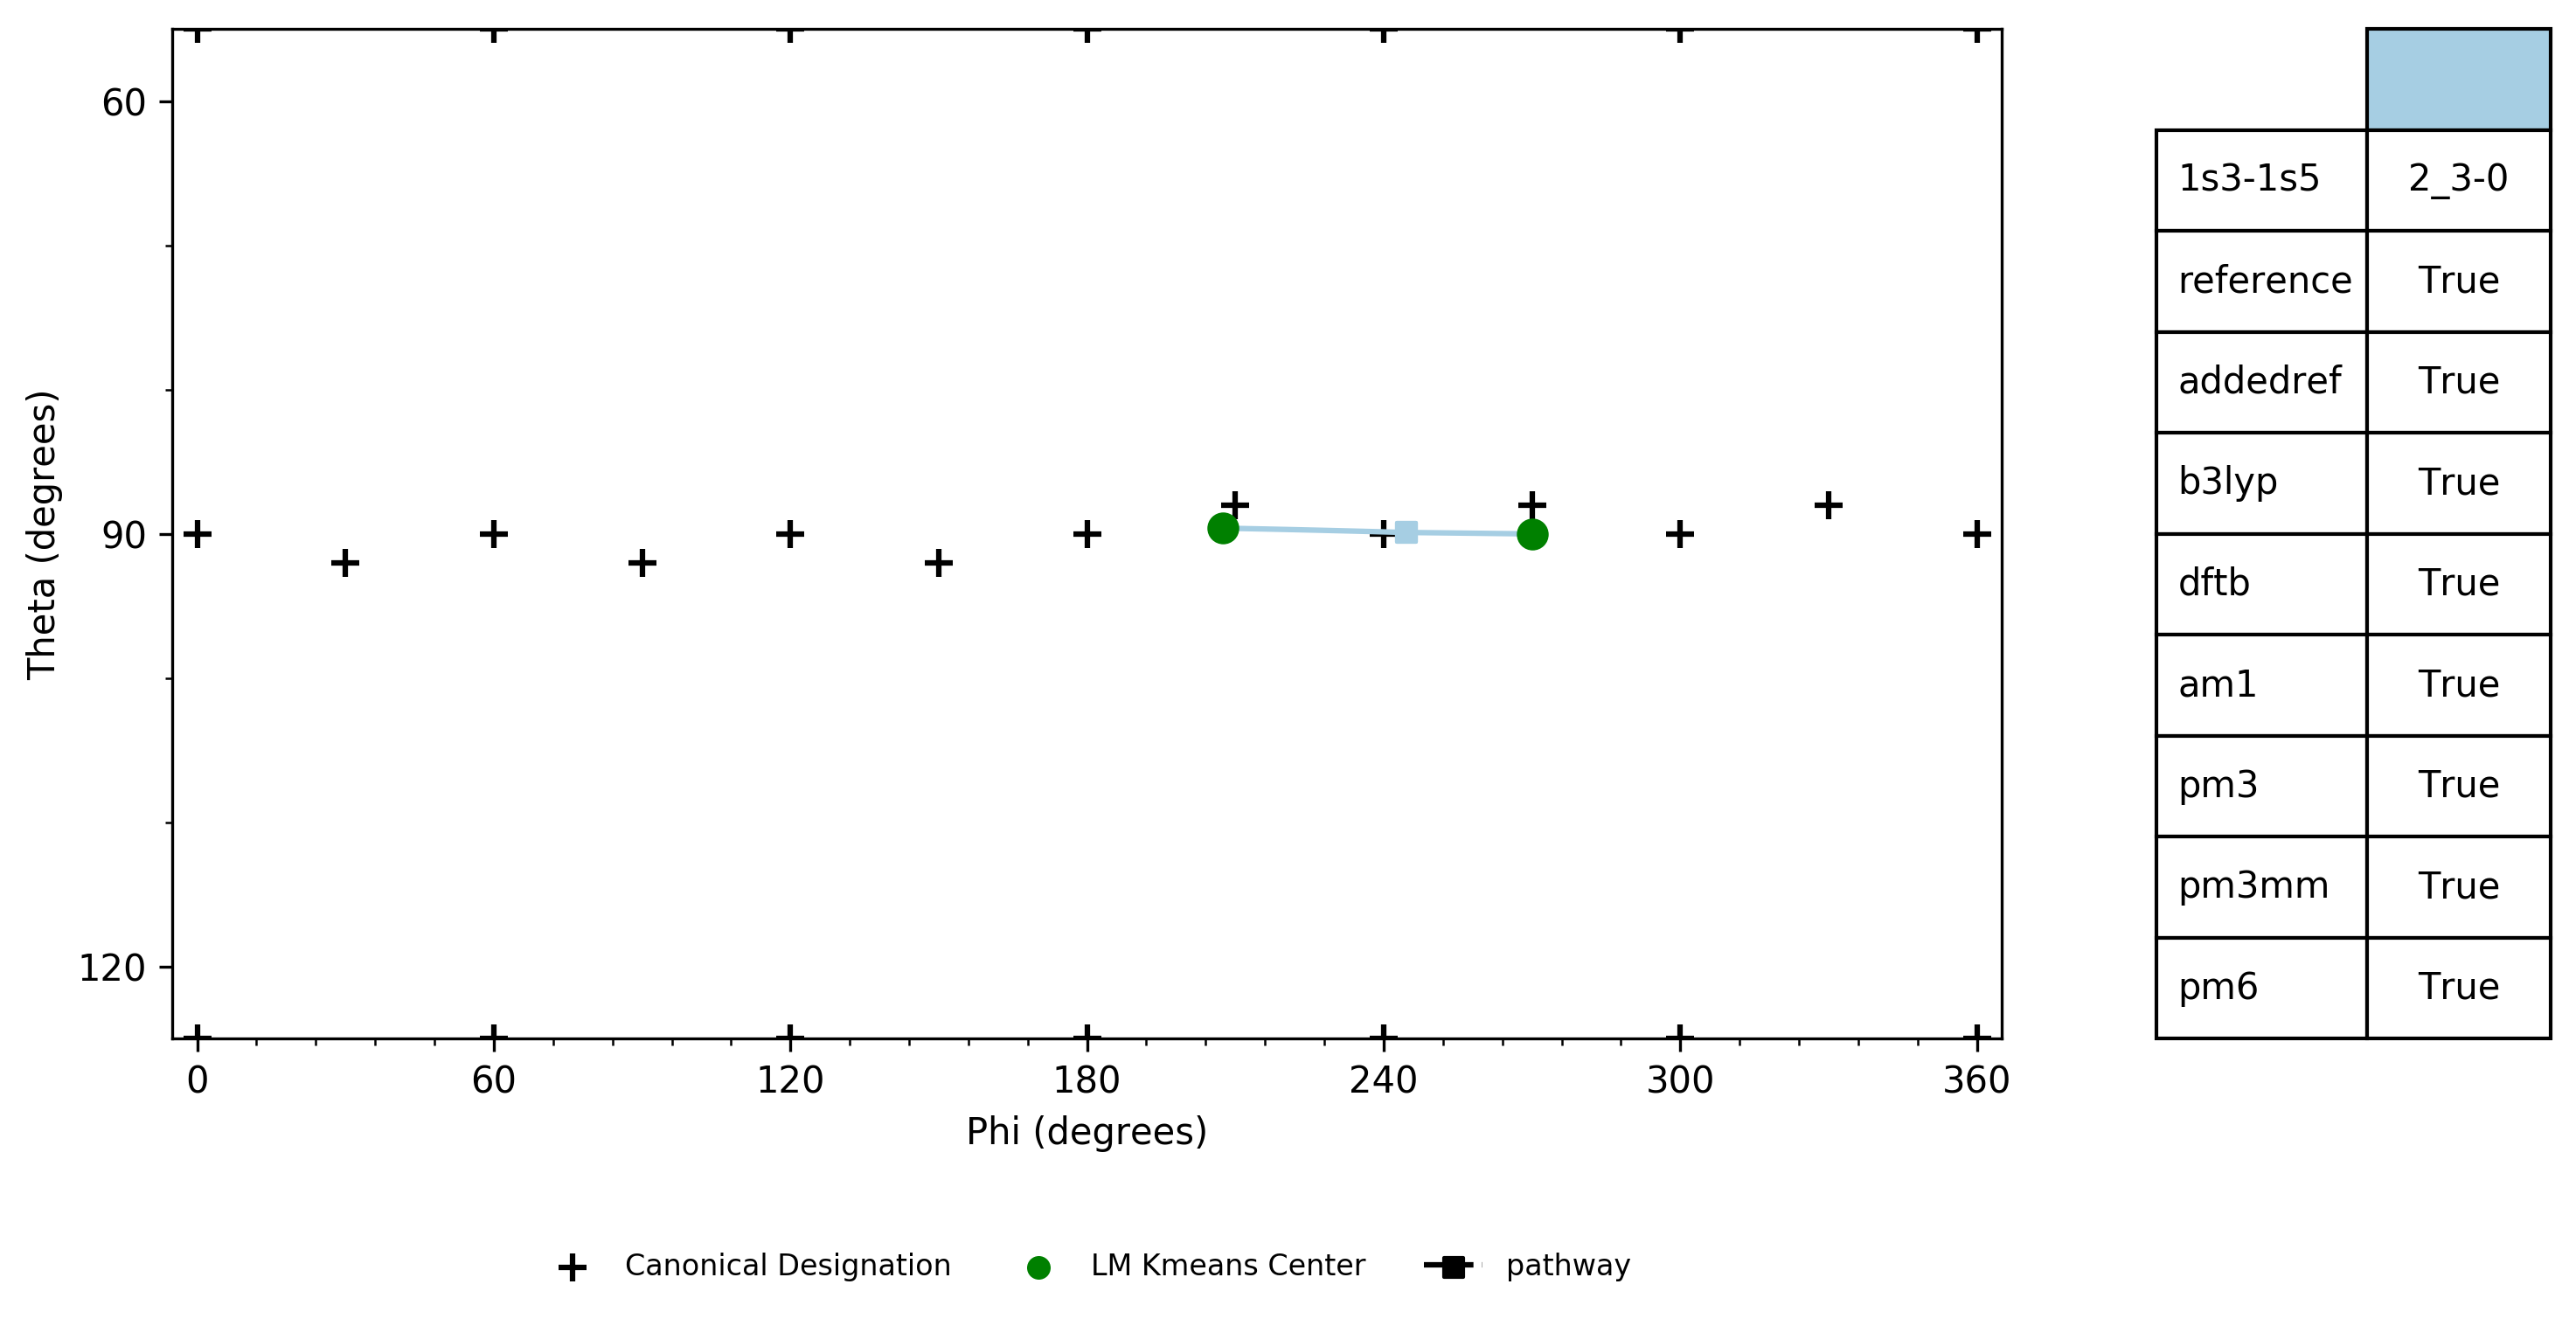 60
90
120
Theta (degrees)
0 60 120 180 240 300 360
Phi (degrees)
Canonical Designation LM Kmeans Center pathway
1s3-1s5 2_3-0
reference True
addedref True
b3lyp True
dftb True
am1 True
pm3 True
pm3mm True
pm6 True